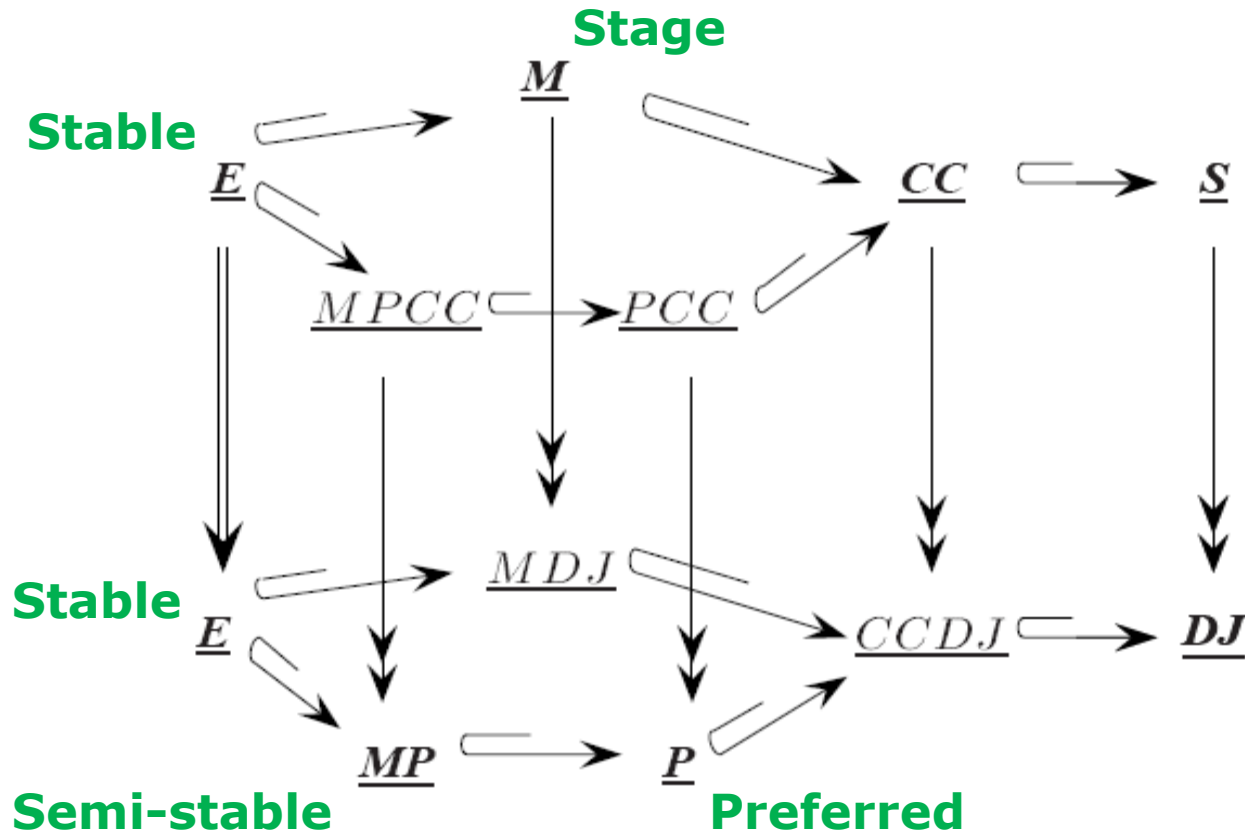 Stage
M
Stable
E
CC
S
MPCC
PCC
MDJ
Stable
E
CCDJ
DJ
MP
P
Semi-stable
Preferred